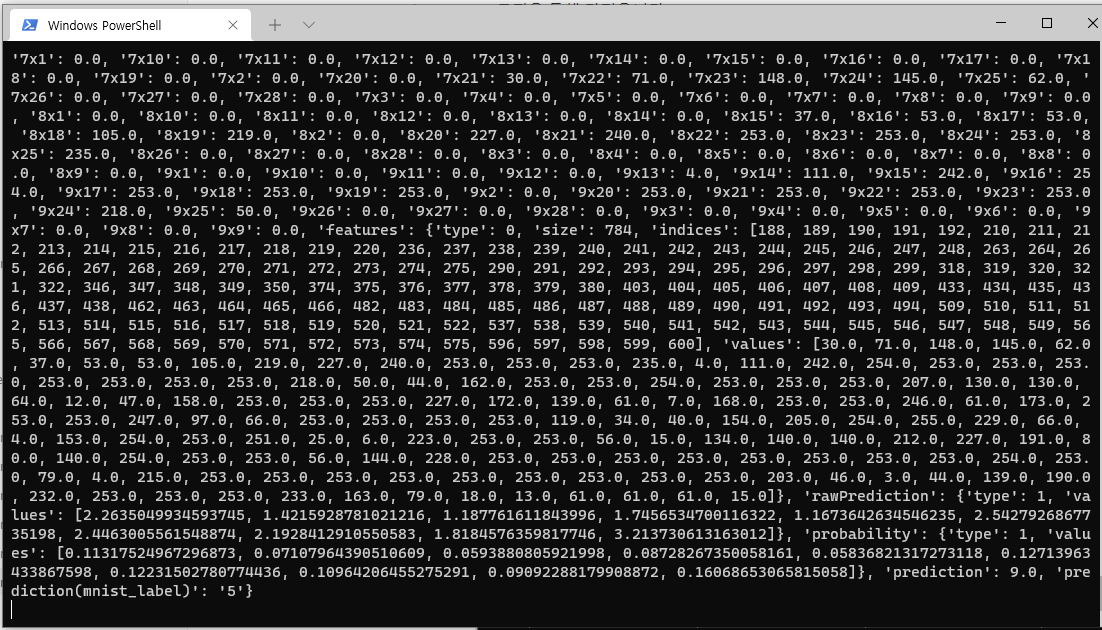 Windows PowerShell
'7x1': 0.0, '7x10': 0.0, '7x11': 0.0, '7x12': 0.0, '7x13': 0.0, '7x14': 0.0, '7x15': 0.0, '7x16': 0.0, '7x17': 0.0, '7x1
8': 0.0, '7x19': 0.0, '7x2': 0.0, '7x20': 0.0, '7x21': 30.0, '7x22': 71.0, '7x23': 148.0, '7x24': 145.0, '7x25': 62.0, '
7x26': 0.0, '7x27': 0.0, '7x28': 0.0, '7x3': 0.0, '7x4': 0.0, '7x5': 0.0, '7x6': 0.0, '7x7': 0.0, '7x8': 0.0, '7x9': 0.0
, '8x1': 0.0, '8x10': 0.0, '8x11': 0.0, '8x12': 0.0, '8x13': 0.0, '8x14': 0.0, '8x15': 37.0, '8x16': 53.0, '8x17': 53.0,
 '8x18': 105.0, '8x19': 219.0, '8x2': 0.0, '8x20': 227.0, '8x21': 240.0, '8x22': 253.0, '8x23': 253.0, '8x24': 253.0, '8
x25': 235.0, '8x26': 0.0, '8x27': 0.0, '8x28': 0.0, '8x3': 0.0, '8x4': 0.0, '8x5': 0.0, '8x6': 0.0, '8x7': 0.0, '8x8': 0
.0, '8x9': 0.0, '9x1': 0.0, '9x10': 0.0, '9x11': 0.0, '9x12': 0.0, '9x13': 4.0, '9x14': 111.0, '9x15': 242.0, '9x16': 25
4.0, '9x17': 253.0, '9x18': 253.0, '9x19': 253.0, '9x2': 0.0, '9x20': 253.0, '9x21': 253.0, '9x22': 253.0, '9x23': 253.0
, '9x24': 218.0, '9x25': 50.0, '9x26': 0.0, '9x27': 0.0, '9x28': 0.0, '9x3': 0.0, '9x4': 0.0, '9x5': 0.0, '9x6': 0.0, '9
x7': 0.0, '9x8': 0.0, '9x9': 0.0, 'features': {'type': 0, 'size': 784, 'indices': [188, 189, 190, 191, 192, 210, 211, 21
2, 213, 214, 215, 216, 217, 218, 219, 220, 236, 237, 238, 239, 240, 241, 242, 243, 244, 245, 246, 247, 248, 263, 264, 26
5, 266, 267, 268, 269, 270, 271, 272, 273, 274, 275, 290, 291, 292, 293, 294, 295, 296, 297, 298, 299, 318, 319, 320, 32
1, 322, 346, 347, 348, 349, 350, 374, 375, 376, 377, 378, 379, 380, 403, 404, 405, 406, 407, 408, 409, 433, 434, 435, 43
6, 437, 438, 462, 463, 464, 465, 466, 482, 483, 484, 485, 486, 487, 488, 489, 490, 491, 492, 493, 494, 509, 510, 511, 51
2, 513, 514, 515, 516, 517, 518, 519, 520, 521, 522, 537, 538, 539, 540, 541, 542, 543, 544, 545, 546, 547, 548, 549, 56
5, 566, 567, 568, 569, 570, 571, 572, 573, 574, 575, 596, 597, 598, 599, 600], 'values': [30.0, 71.0, 148.0, 145.0, 62.0
, 37.0, 53.0, 53.0, 105.0, 219.0, 227.0, 240.0, 253.0, 253.0, 253.0, 235.0, 4.0, 111.0, 242.0, 254.0, 253.0, 253.0, 253.
0, 253.0, 253.0, 253.0, 253.0, 218.0, 50.0, 44.0, 162.0, 253.0, 253.0, 254.0, 253.0, 253.0, 253.0, 207.0, 130.0, 130.0, 
64.0, 12.0, 47.0, 158.0, 253.0, 253.0, 253.0, 227.0, 172.0, 139.0, 61.0, 7.0, 168.0, 253.0, 253.0, 246.0, 61.0, 173.0, 2
53.0, 253.0, 247.0, 97.0, 66.0, 253.0, 253.0, 253.0, 253.0, 119.0, 34.0, 40.0, 154.0, 205.0, 254.0, 255.0, 229.0, 66.0, 
4.0, 153.0, 254.0, 253.0, 251.0, 25.0, 6.0, 223.0, 253.0, 253.0, 56.0, 15.0, 134.0, 140.0, 140.0, 212.0, 227.0, 191.0, 8
0.0, 140.0, 254.0, 253.0, 253.0, 56.0, 144.0, 228.0, 253.0, 253.0, 253.0, 253.0, 253.0, 253.0, 253.0, 254.0, 253.0, 253.
0, 79.0, 4.0, 215.0, 253.0, 253.0, 253.0, 253.0, 253.0, 253.0, 253.0, 253.0, 253.0, 203.0, 46.0, 3.0, 44.0, 139.0, 190.0
, 232.0, 253.0, 253.0, 253.0, 233.0, 163.0, 79.0, 18.0, 13.0, 61.0, 61.0, 61.0, 15.0]}, 'rawPrediction': {'type': 1, 'va
lues': [2.2635049934593745, 1.4215928781021216, 1.187761611843996, 1.7456534700116322, 1.1673642634546235, 2.54279268677
35198, 2.4463005561548874, 2.1928412910550583, 1.8184576359817746, 3.213730613163012]}, 'probability': {'type': 1, 'valu
es': [0.11317524967296873, 0.07107964390510609, 0.0593880805921998, 0.08728267350058161, 0.05836821317273118, 0.12713963
433867598, 0.12231502780774436, 0.10964206455275291, 0.09092288179908872, 0.16068653065815058]}, 'prediction': 9.0, 'pre
diction(mnist_label)': '5'}